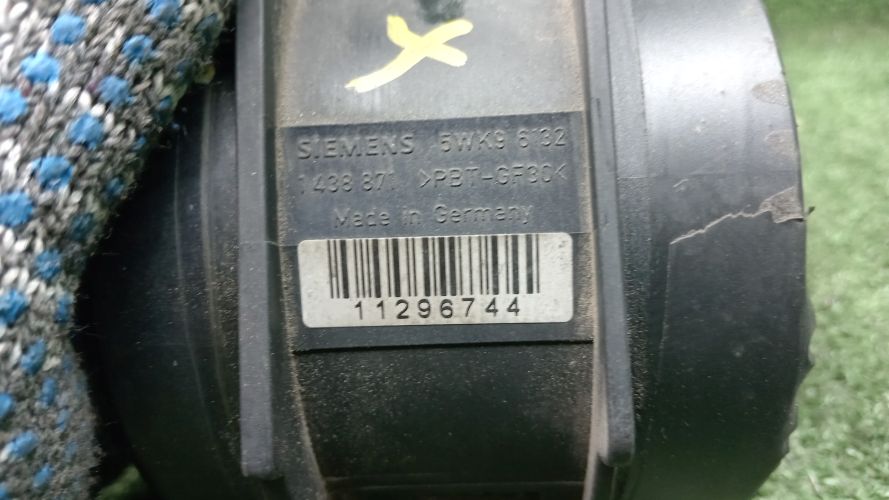 SIEMENS 5WK9 6132
1 438 871 >PBT-GF30<
Made in Germany
11296744